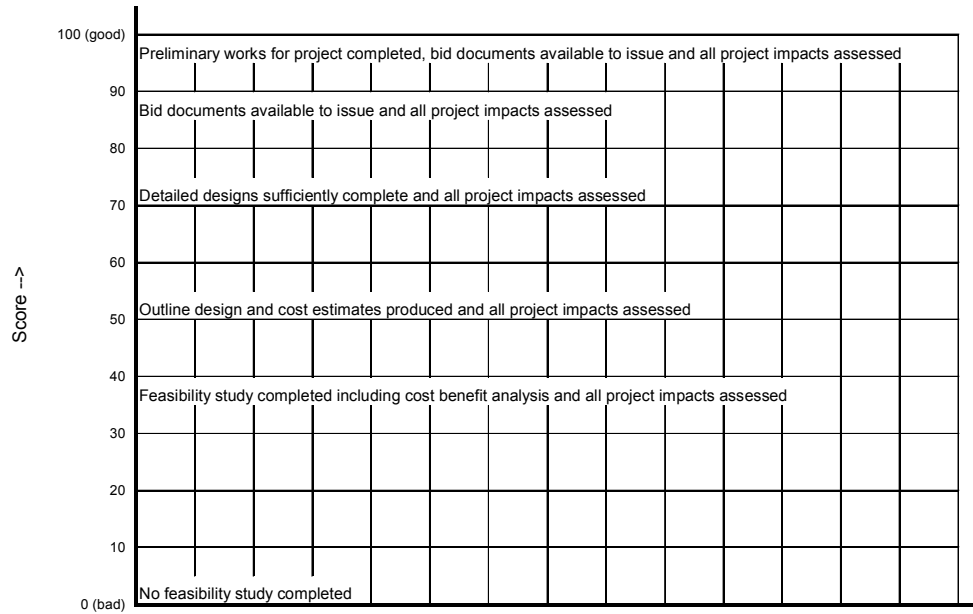 100 (good)
Preliminary works for project completed, bid documents available to issue and all project impacts assessed
90
Bid documents available to issue and all project impacts assessed
80
Detailed designs sufficiently complete and all project impacts assessed
70
60
Score -->
Outline design and cost estimates produced and all project impacts assessed
50
40
Feasibility study completed including cost benefit analysis and all project impacts assessed
30
20
10
No feasibility study completed
0 (bad)